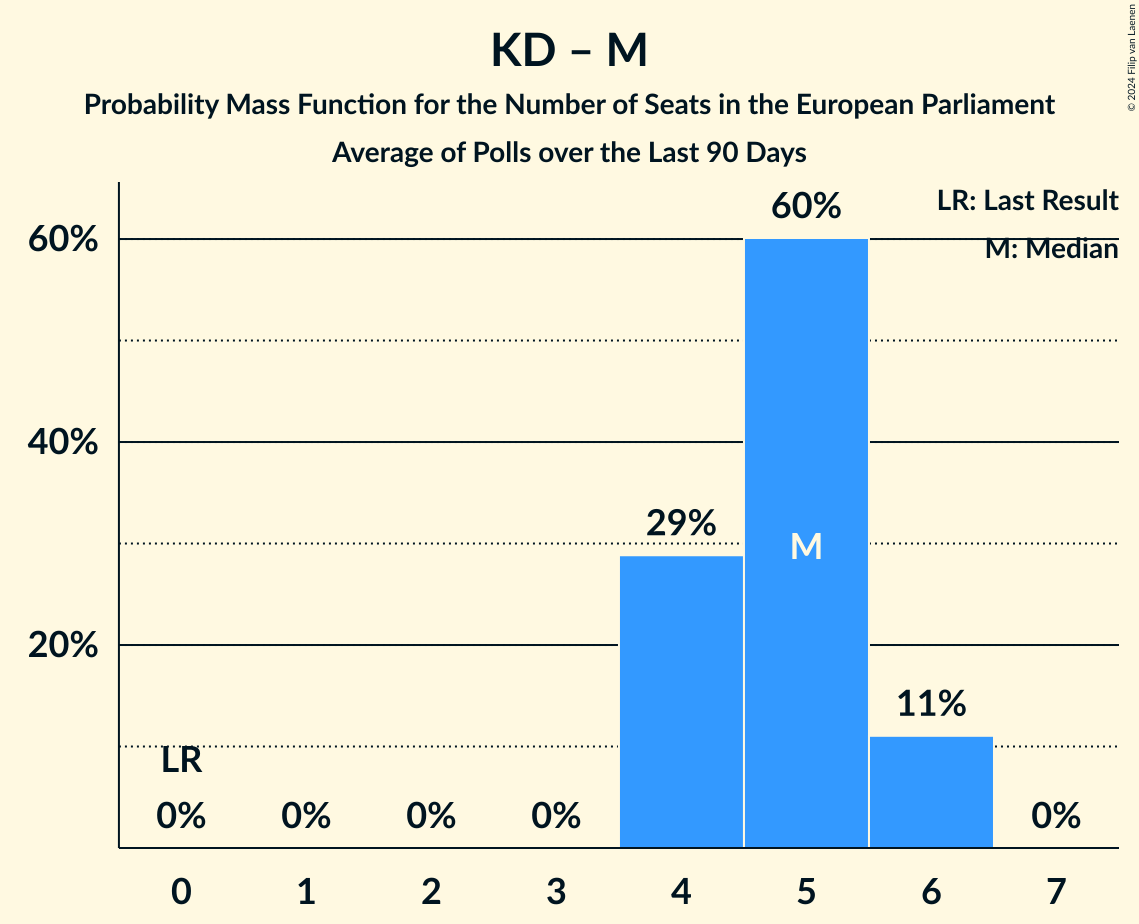 KD – M
Probability Mass Function for the Number of Seats in the European Parliament
Average of Polls over the Last 90 Days
© 2024 Filip van Laenen
LR: Last Result
M: Median
60%
40%
20%
LR
0%
0%
0%
0%
29%
60%
M
11%
0%
0 1 2 3 4 5 6 7